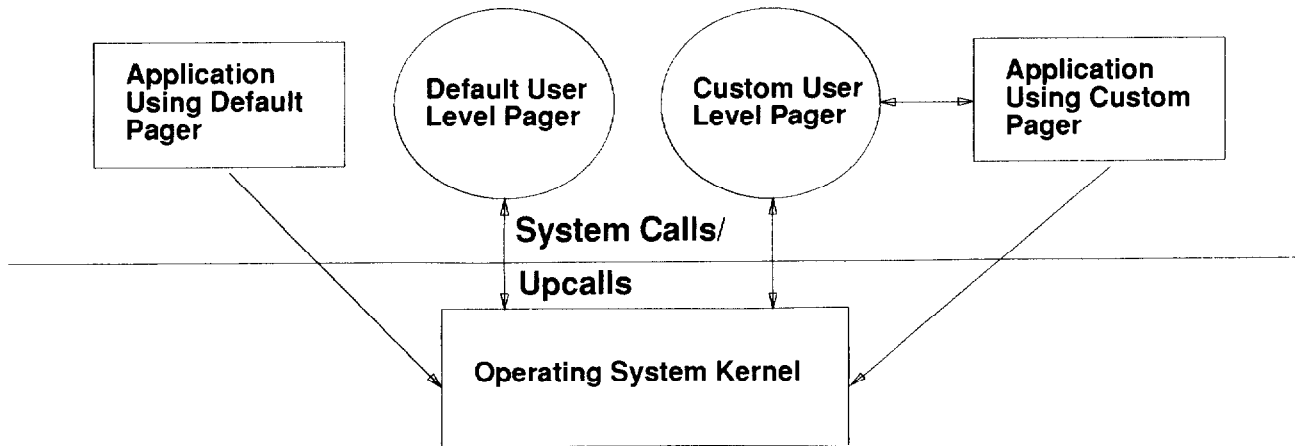 Application
Using Default
Pager
Default User
Level Pager
Custom User
Level Pager
Application
Using Custom
Pager
System Calls/
Upcalls
Operating System Kernel